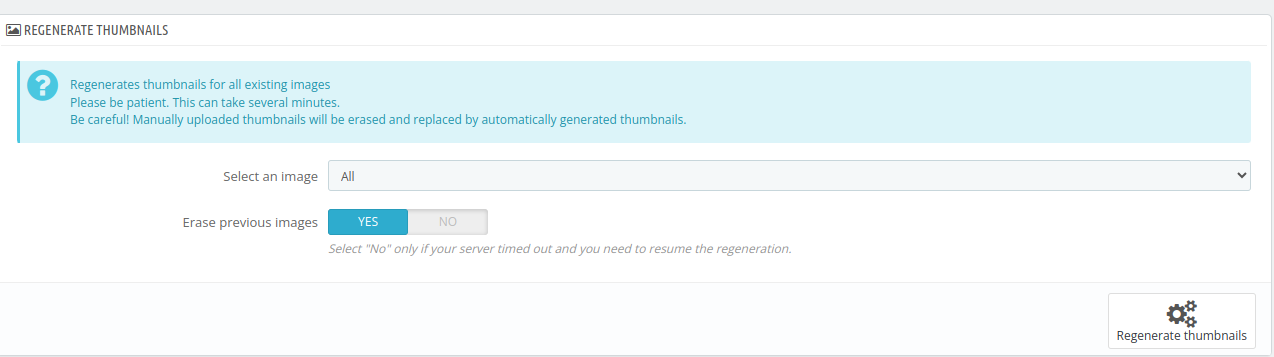 REGENERATE THUMBNAILS
?
Regenerates thumbnails for all existing images
Please be patient. This can take several minutes.
Be careful! Manually uploaded thumbnails will be erased and replaced by automatically generated thumbnails.
Select an image All
Erase previous images YES NO
Select "No" only if your server timed out and you need to resume the regeneration.
Regenerate thumbnails